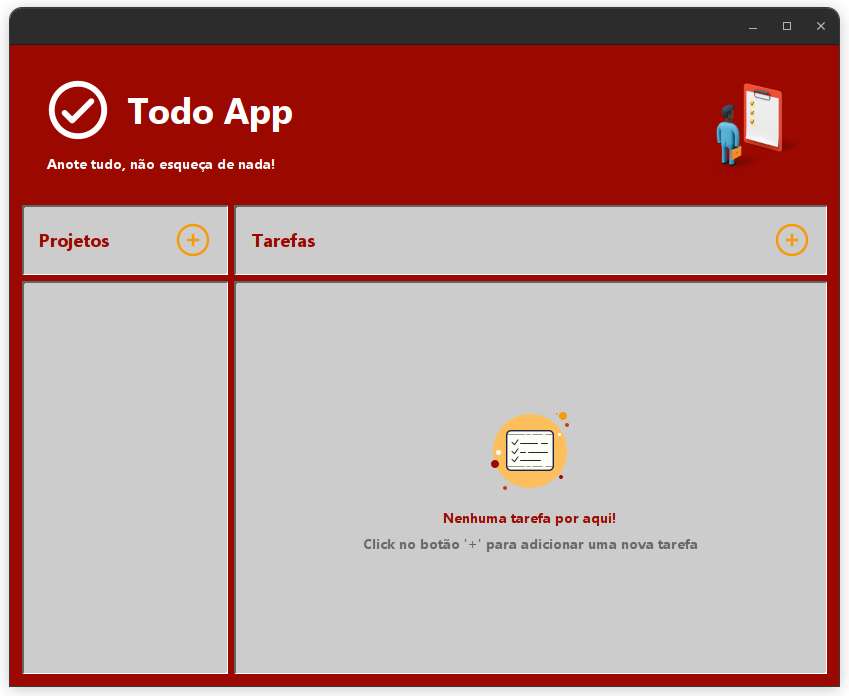 Todo App
Anote tudo, não esqueça de nada!
Projetos
Tarefas
Nenhuma tarefa por aqui!
Click no botão '+' para adicionar uma nova tarefa